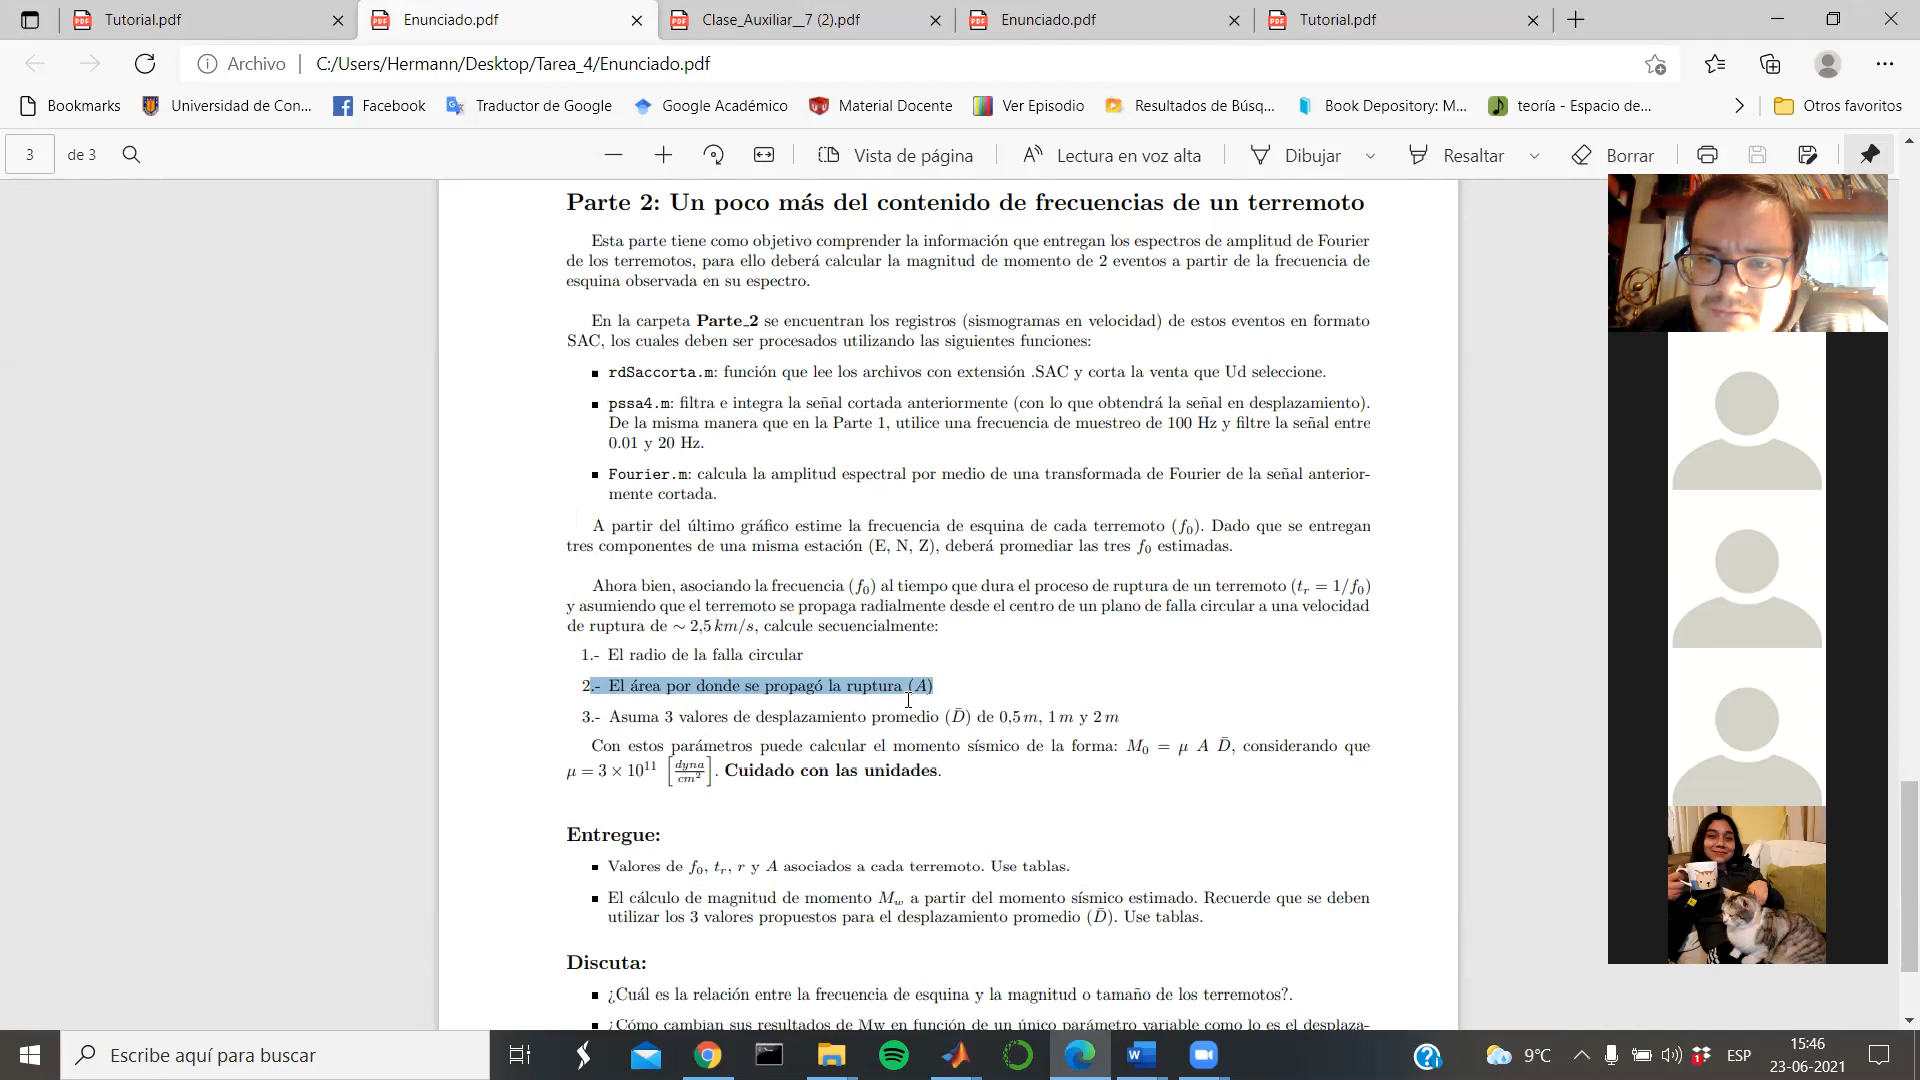 Tutorial.pdf
Enunciado.pdf
Clase_Auxiliar__7 (2).pdf
Enunciado.pdf
Tutorial.pdf
Archivo
C:/Users/Hermann/Desktop/Tarea_4/Enunciado.pdf
Bookmarks
Universidad de Con...
Facebook
Traductor de Google
Google Académico
Material Docente
Ver Episodio
Resultados de Búsq...
Book Depository: M...
teoría - Espacio de...
Otros favoritos
3
de 3
Vista de página
Lectura en voz alta
Dibujar
Resaltar
Borrar
Parte 2: Un poco más del contenido de frecuencias de un terremoto
Esta parte tiene como objetivo comprender la información que entregan los espectros de amplitud de Fourier
de los terremotos, para ello deberá calcular la magnitud de momento de 2 eventos a partir de la frecuencia de
esquina observada en su espectro.
En la carpeta Parte_2 se encuentran los registros (sismogramas en velocidad) de estos eventos en formato
SAC, los cuales deben ser procesados utilizando las siguientes funciones:
▪ rdSaccorta.m: función que lee los archivos con extensión .SAC y corta la venta que Ud seleccione.
▪ pssa4.m: filtra e integra la señal cortada anteriormente (con lo que obtendrá la señal en desplazamiento).
De la misma manera que en la Parte 1, utilice una frecuencia de muestreo de 100 Hz y filtre la señal entre
0.01 y 20 Hz.
▪ Fourier.m: calcula la amplitud espectral por medio de una transformada de Fourier de la señal anterior-
mente cortada.
A partir del último gráfico estime la frecuencia de esquina de cada terremoto (f₀). Dado que se entregan
tres componentes de una misma estación (E, N, Z), deberá promediar las tres f₀ estimadas.
Ahora bien, asociando la frecuencia (f₀) al tiempo que dura el proceso de ruptura de un terremoto (tᵣ = 1/f₀)
y asumiendo que el terremoto se propaga radialmente desde el centro de un plano de falla circular a una velocidad
de ruptura de ∼ 2,5 km/s, calcule secuencialmente:
1.- El radio de la falla circular
2.- El área por donde se propagó la ruptura (A)
3.- Asuma 3 valores de desplazamiento promedio (D̄) de 0,5 m, 1 m y 2 m
Con estos parámetros puede calcular el momento sísmico de la forma: M₀ = μ A D̄, considerando que
μ = 3 × 10¹¹ [dyna/cm²]. Cuidado con las unidades.
Entregue:
▪ Valores de f₀, tᵣ, r y A asociados a cada terremoto. Use tablas.
▪ El cálculo de magnitud de momento M_w a partir del momento sísmico estimado. Recuerde que se deben
utilizar los 3 valores propuestos para el desplazamiento promedio (D̄). Use tablas.
Discuta:
▪ ¿Cuál es la relación entre la frecuencia de esquina y la magnitud o tamaño de los terremotos?.
▪ ¿Cómo cambian sus resultados de Mw en función de un único parámetro variable como lo es el desplaza-
Escribe aquí para buscar
9°C
ESP
15:46
23-06-2021